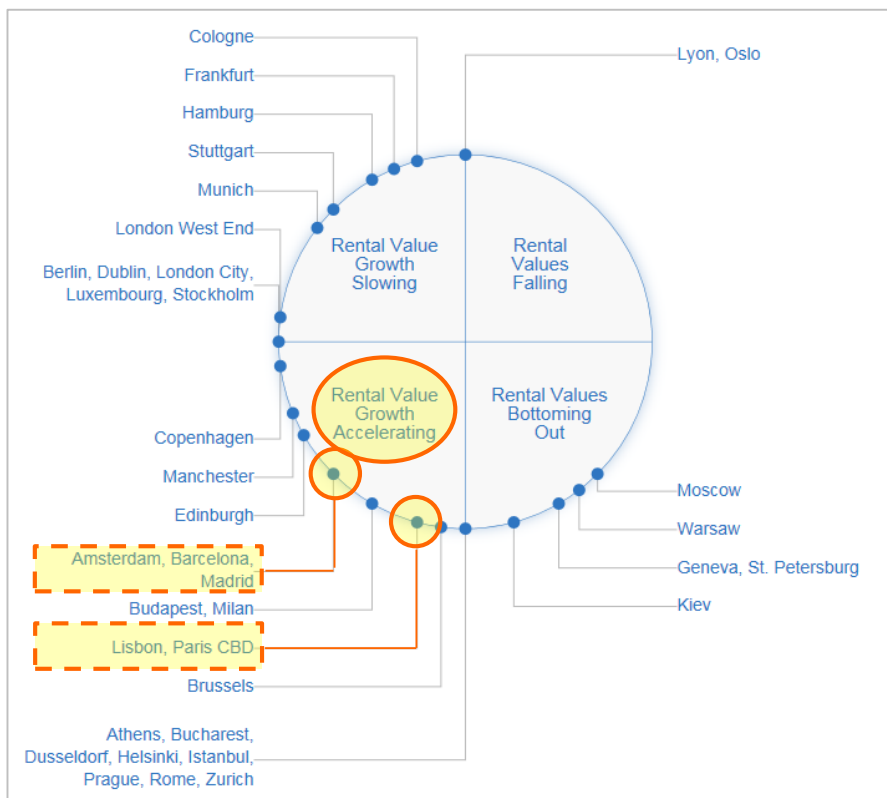 Cologne
Frankfurt
Hamburg
Stuttgart
Munich
London West End
Berlin, Dublin, London City,
Luxembourg, Stockholm
Lyon, Oslo
Rental Value
Growth
Slowing
Rental
Values
Falling
Rental Value
Growth
Accelerating
Rental Values
Bottoming
Out
Copenhagen
Manchester
Edinburgh
Amsterdam, Barcelona,
Madrid
Budapest, Milan
Lisbon, Paris CBD
Brussels
Athens, Bucharest,
Dusseldorf, Helsinki, Istanbul,
Prague, Rome, Zurich
Moscow
Warsaw
Geneva, St. Petersburg
Kiev